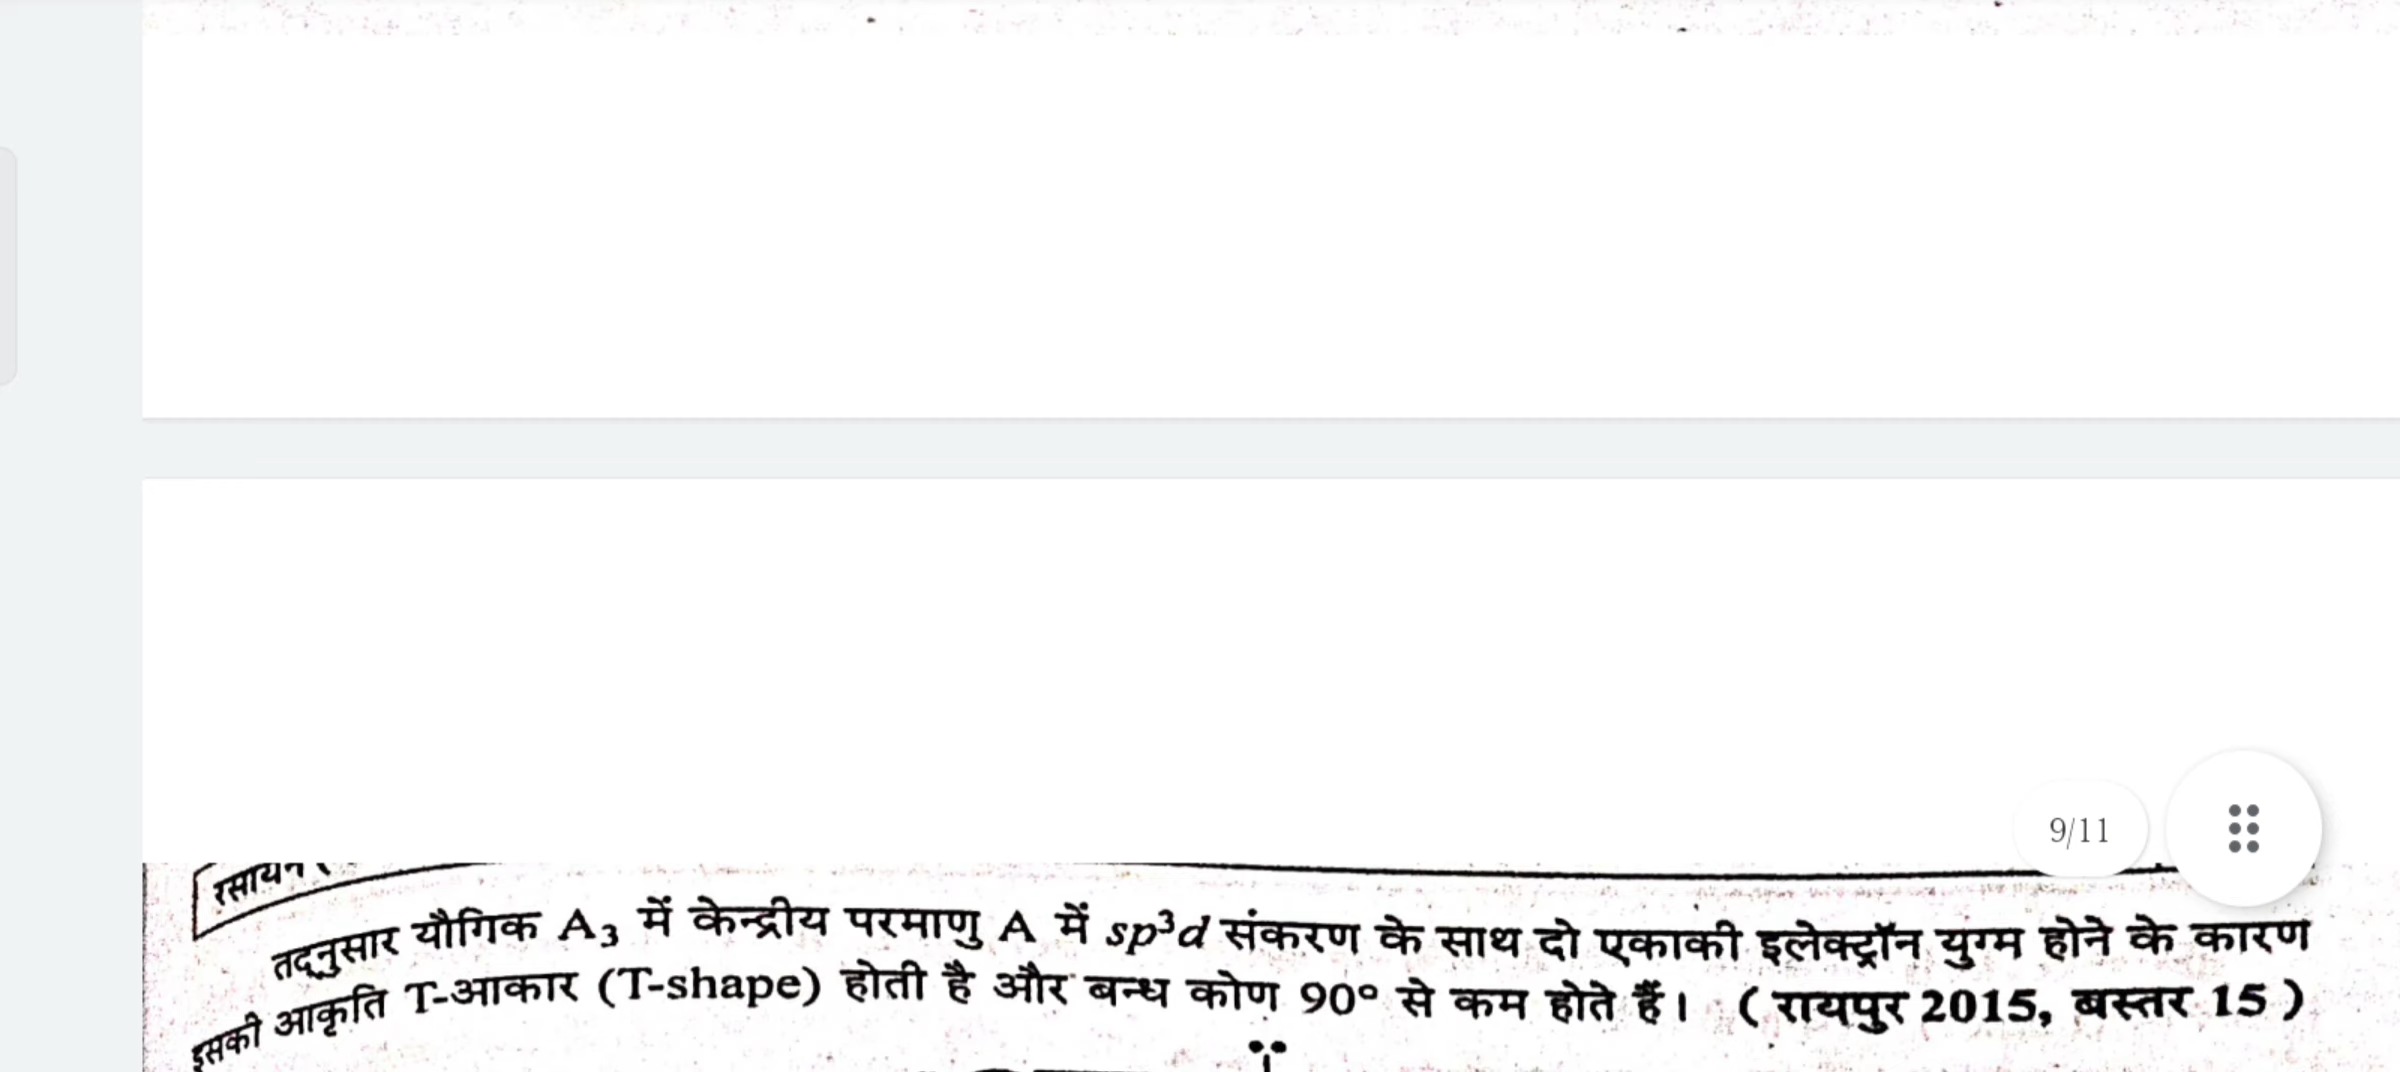 9/11
तद्नुसार यौगिक A₃ में केन्द्रीय परमाणु A में sp³d संकरण के साथ दो एकाकी इलेक्ट्रॉन युग्म होने के कारण
इसकी आकृति T-आकार (T-shape) होती है और बन्ध कोण 90° से कम होते हैं। (रायपुर 2015, बस्तर 15)